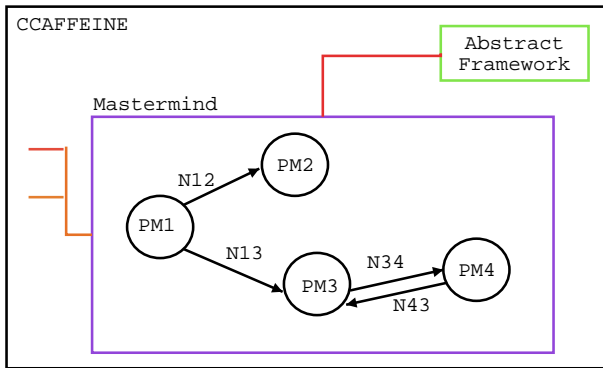 CCAFFEINE
Abstract
Framework
Mastermind
PM2
N12
PM1
N13
N34
PM4
PM3
N43